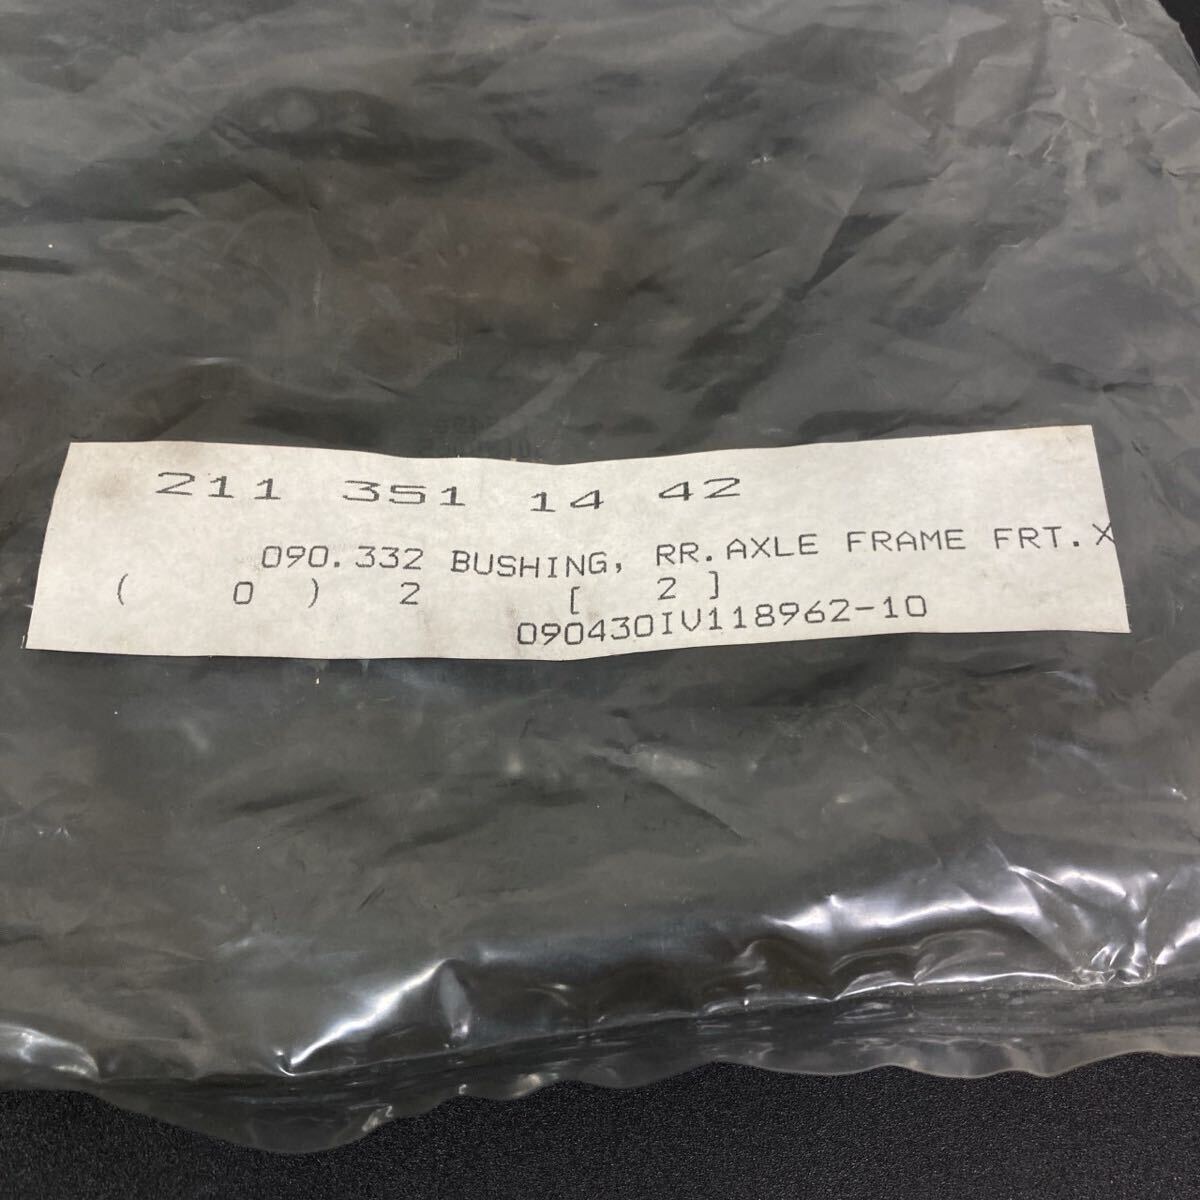 211 351 14 42
090.332 BUSHING, RR.AXLE FRAME FRT.X
( 0 ) 2 [ 2 ]
090430IV118962-10